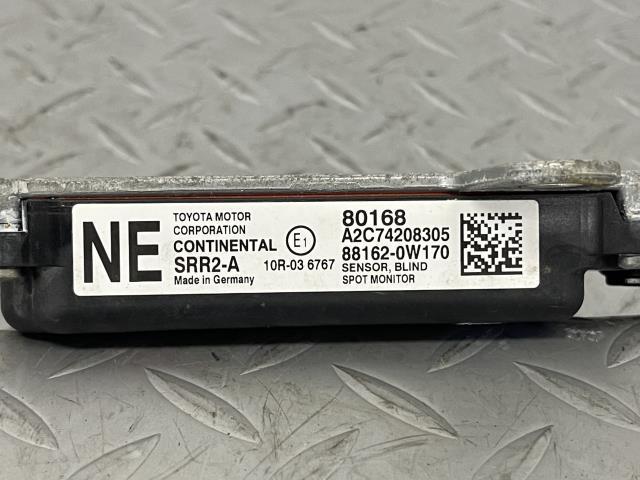 NE
TOYOTA MOTOR
CORPORATION
CONTINENTAL
SRR2-A
Made in Germany
E1
10R-03 6767
80168
A2C74208305
88162-0W170
SENSOR, BLIND
SPOT MONITOR